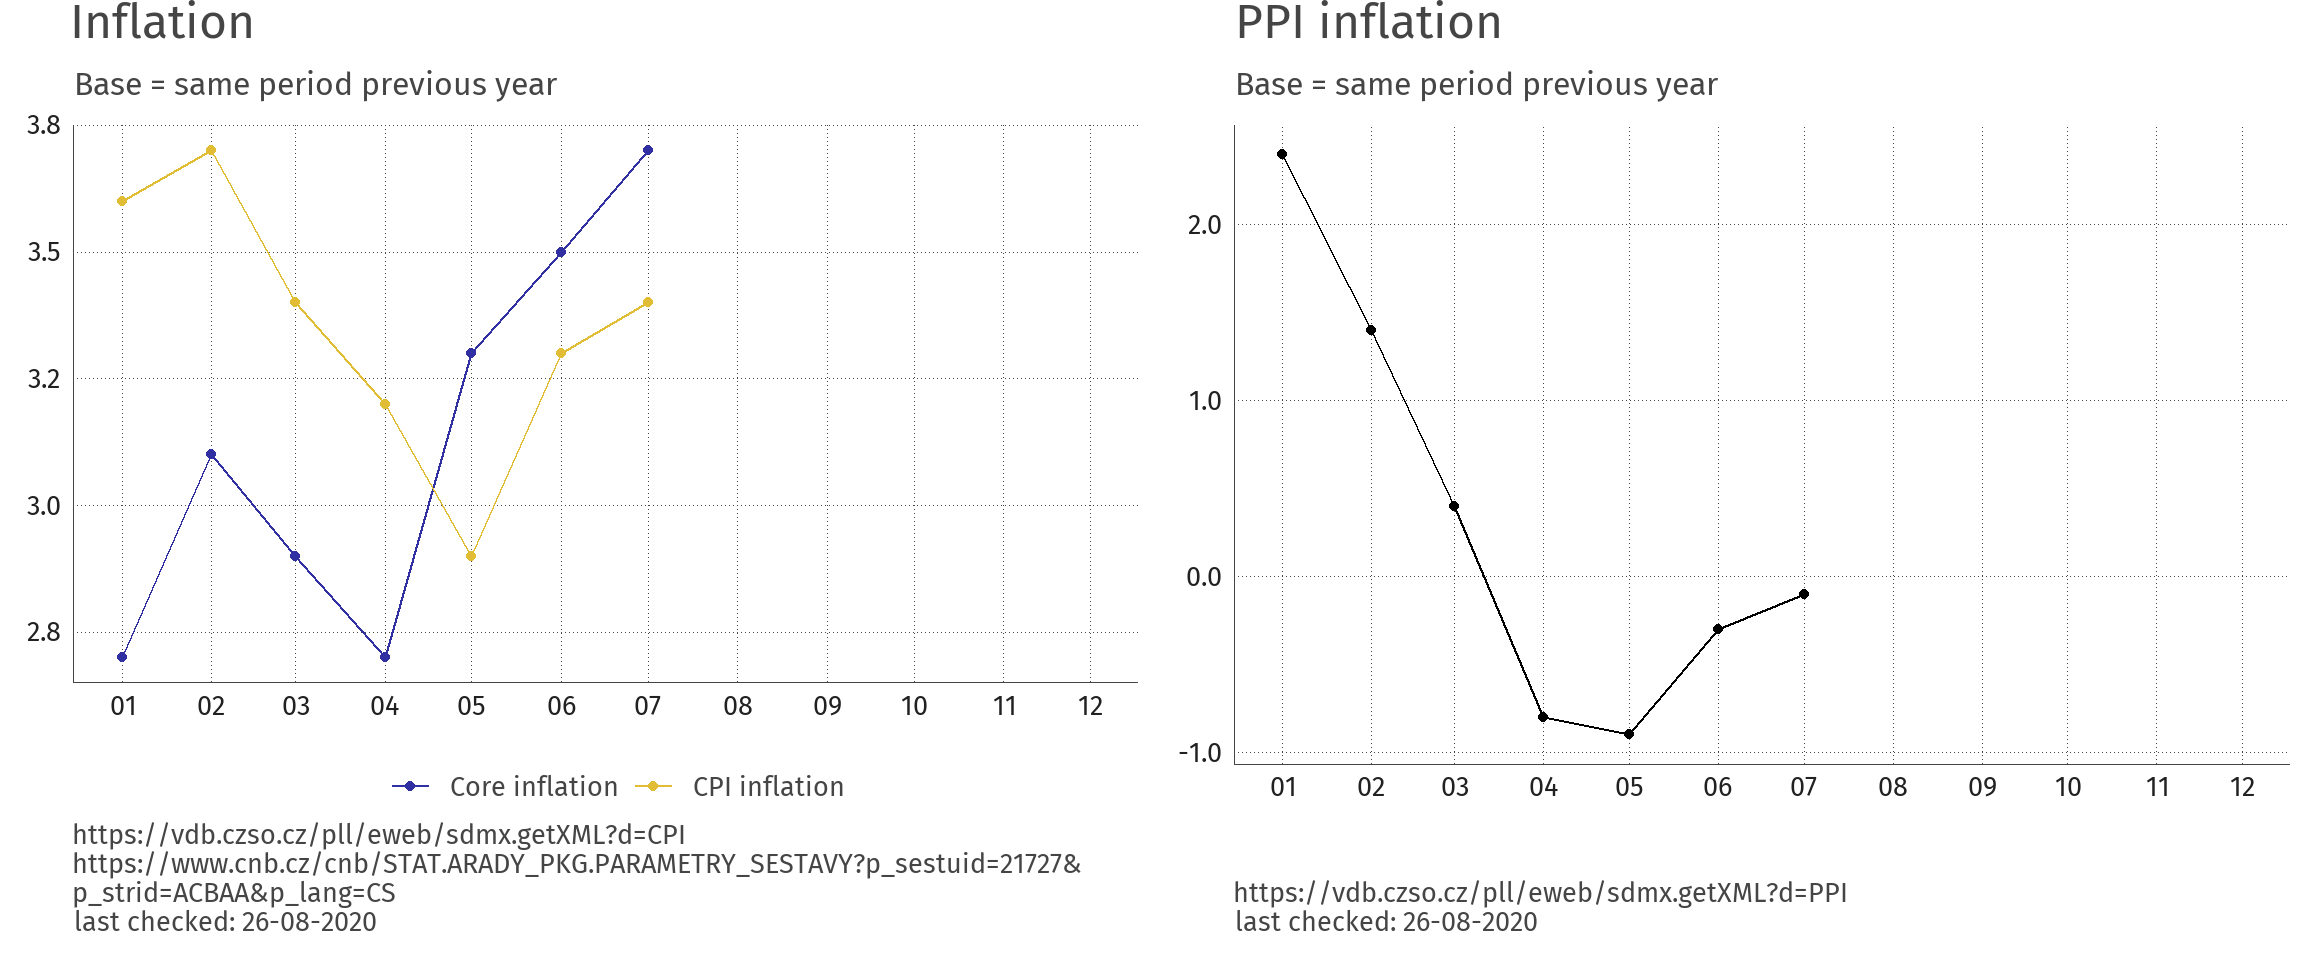 Inflation
Base = same period previous year
3.8
3.5
3.2
3.0
2.8
01 02 03 04 05 06 07 08 09 10 11 12
Core inflation CPI inflation
https://vdb.czso.cz/pll/eweb/sdmx.getXML?d=CPI
https://www.cnb.cz/cnb/STAT.ARADY_PKG.PARAMETRY_SESTAVY?p_sestuid=21727&
p_strid=ACBAA&p_lang=CS
last checked: 26-08-2020
PPI inflation
Base = same period previous year
2.0
1.0
0.0
-1.0
01 02 03 04 05 06 07 08 09 10 11 12
https://vdb.czso.cz/pll/eweb/sdmx.getXML?d=PPI
last checked: 26-08-2020